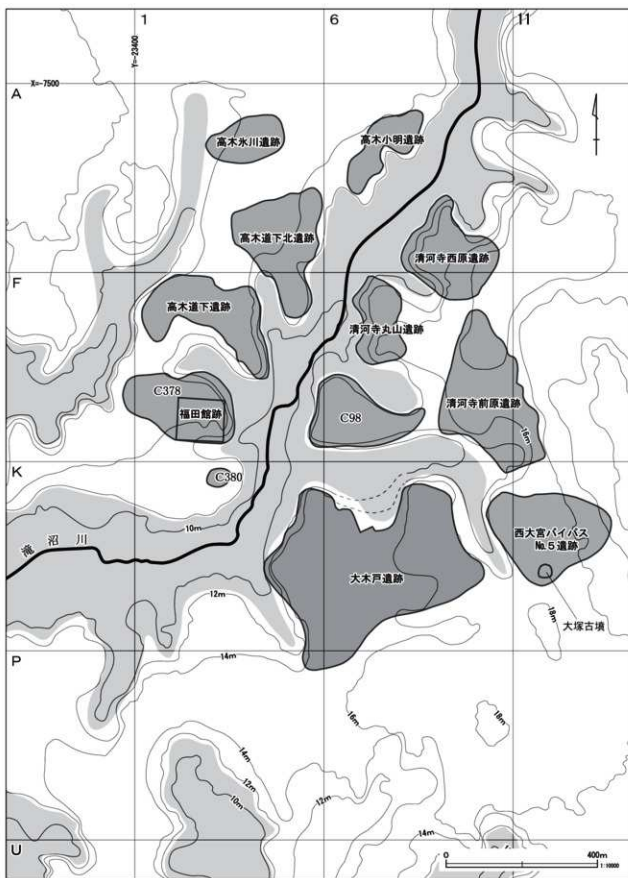 1
6
11
Y=-23400
X=-7500
A
高木氷川遺跡
高木小明遺跡
高木道下北遺跡
清河寺西原遺跡
F
高木道下遺跡
清河寺丸山遺跡
C378
福田館跡
C98
清河寺前原遺跡
16m
K
C380
10m
滝沼川
西大宮バイパス
No.5遺跡
大木戸遺跡
12m
大塚古墳
18m
P
14m
16m
18m
14m
12m
10m
12m
14m
U
0
400m
1:10000